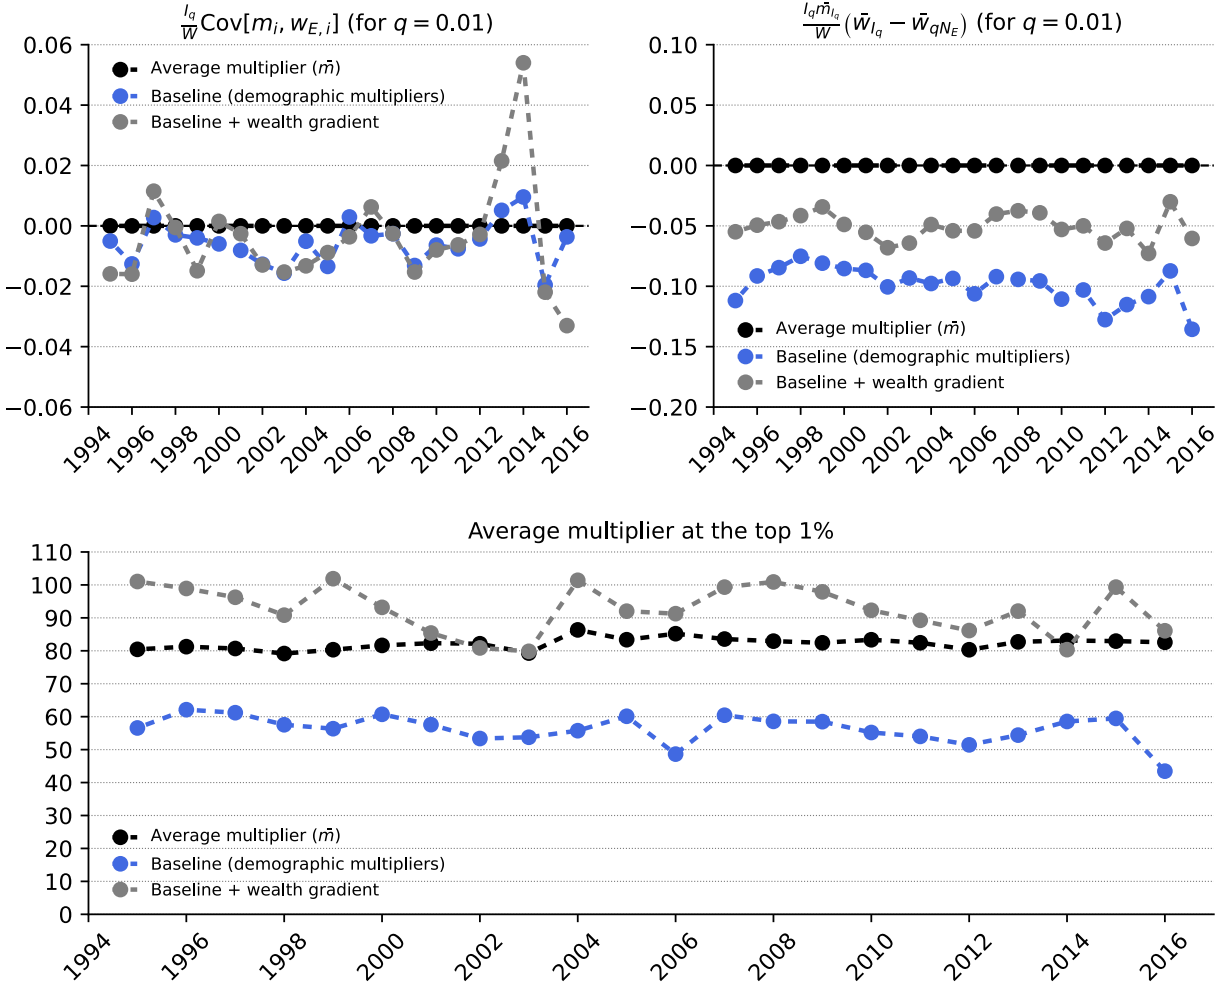 I_q/W Cov[m_i, w_{E,i}] (for q = 0.01)
0.06
0.04
0.02
0.00
−0.02
−0.04
−0.06
Average multiplier (m̄)
Baseline (demographic multipliers)
Baseline + wealth gradient
1994 1996 1998 2000 2002 2004 2006 2008 2010 2012 2014 2016
I_q m̄_{I_q}/W (w̄_{I_q} − w̄_{qN_E}) (for q = 0.01)
0.10
0.05
0.00
−0.05
−0.10
−0.15
−0.20
Average multiplier (m̄)
Baseline (demographic multipliers)
Baseline + wealth gradient
1994 1996 1998 2000 2002 2004 2006 2008 2010 2012 2014 2016
Average multiplier at the top 1%
110
100
90
80
70
60
50
40
30
20
10
0
Average multiplier (m̄)
Baseline (demographic multipliers)
Baseline + wealth gradient
1994 1996 1998 2000 2002 2004 2006 2008 2010 2012 2014 2016